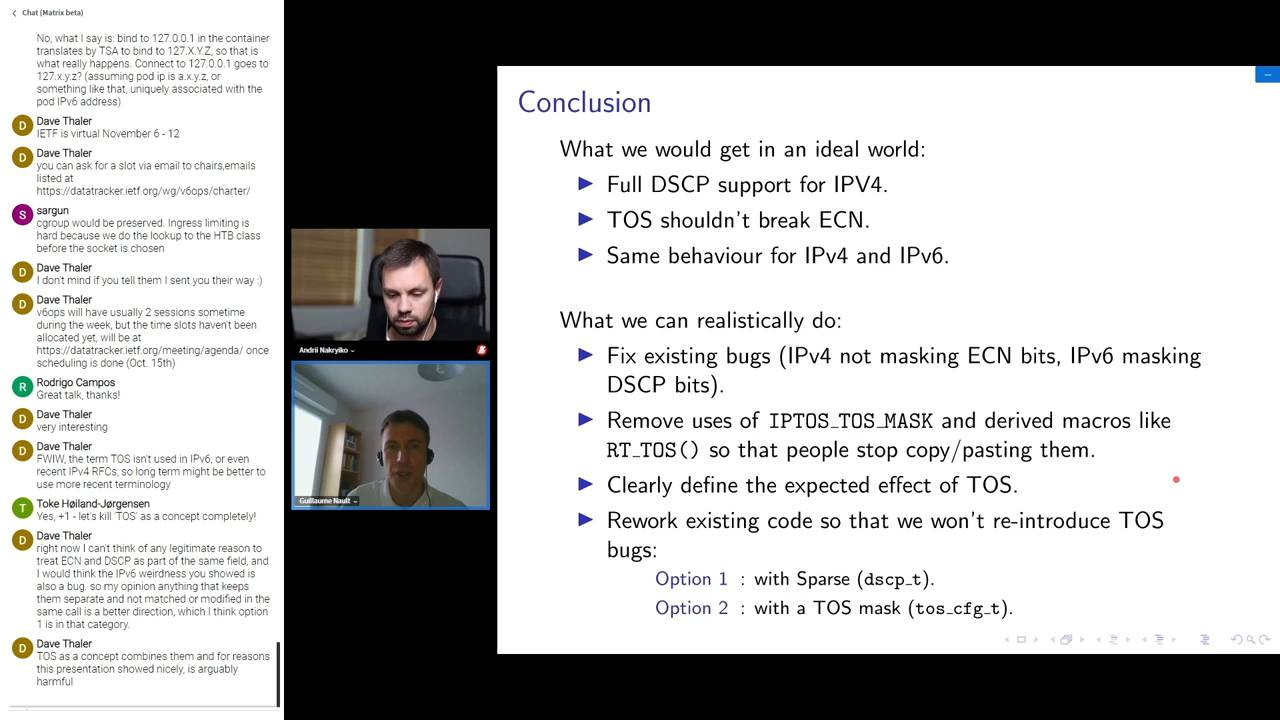 Chat (Matrix beta)
No, what I say is: bind to 127.0.0.1 in the container
translates by TSA to bind to 127.X.Y.Z, so that is
what really happens. Connect to 127.0.0.1 goes to
127.x.y.z? (assuming pod ip is a.x.y.z, or
something like that, uniquely associated with the
pod IPv6 address)
D
Dave Thaler
IETF is virtual November 6 - 12
D
Dave Thaler
you can ask for a slot via email to chairs,emails
listed at
https://datatracker.ietf.org/wg/v6ops/charter/
S
sargun
cgroup would be preserved. Ingress limiting is
hard because we do the lookup to the HTB class
before the socket is chosen
D
Dave Thaler
I don't mind if you tell them I sent you their way :)
D
Dave Thaler
v6ops will have usually 2 sessions sometime
during the week, but the time slots haven't been
allocated yet, will be at
https://datatracker.ietf.org/meeting/agenda/ once
scheduling is done (Oct. 15th)
R
Rodrigo Campos
Great talk, thanks!
D
Dave Thaler
very interesting
D
Dave Thaler
FWIW, the term TOS isn't used in IPv6, or even
recent IPv4 RFCs, so long term might be better to
use more recent terminology
T
Toke Høiland-Jørgensen
Yes, +1 - let's kill 'TOS' as a concept completely!
D
Dave Thaler
right now I can't think of any legitimate reason to
treat ECN and DSCP as part of the same field, and
I would think the IPv6 weirdness you showed is
also a bug. so my opinion anything that keeps
them separate and not matched or modified in the
same call is a better direction, which I think option
1 is in that category.
D
Dave Thaler
TOS as a concept combines them and for reasons
this presentation showed nicely, is arguably
harmful
Andrii Nakryiko
Guillaume Nault
Conclusion
What we would get in an ideal world:
Full DSCP support for IPV4.
TOS shouldn't break ECN.
Same behaviour for IPv4 and IPv6.
What we can realistically do:
Fix existing bugs (IPv4 not masking ECN bits, IPv6 masking
DSCP bits).
Remove uses of IPTOS_TOS_MASK and derived macros like
RT_TOS() so that people stop copy/pasting them.
Clearly define the expected effect of TOS.
Rework existing code so that we won't re-introduce TOS
bugs:
Option 1 : with Sparse (dscp_t).
Option 2 : with a TOS mask (tos_cfg_t).